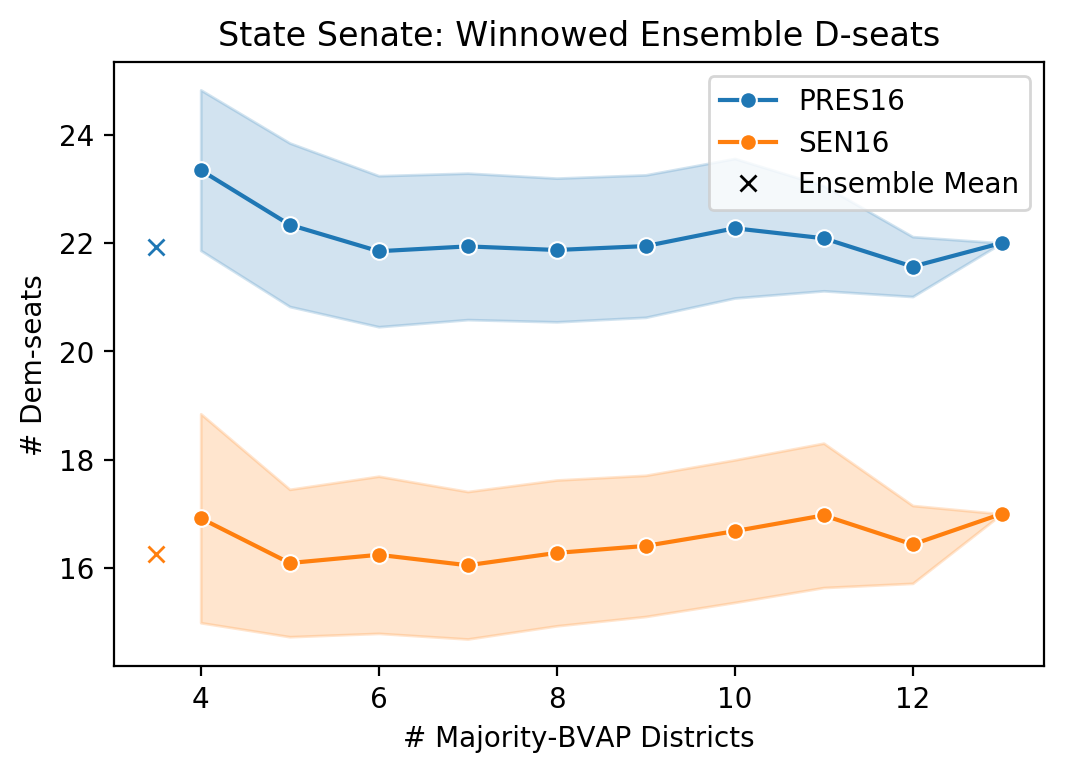 State Senate: Winnowed Ensemble D-seats
PRES16
SEN16
Ensemble Mean
# Dem-seats
24
22
20
18
16
4 6 8 10 12
# Majority-BVAP Districts